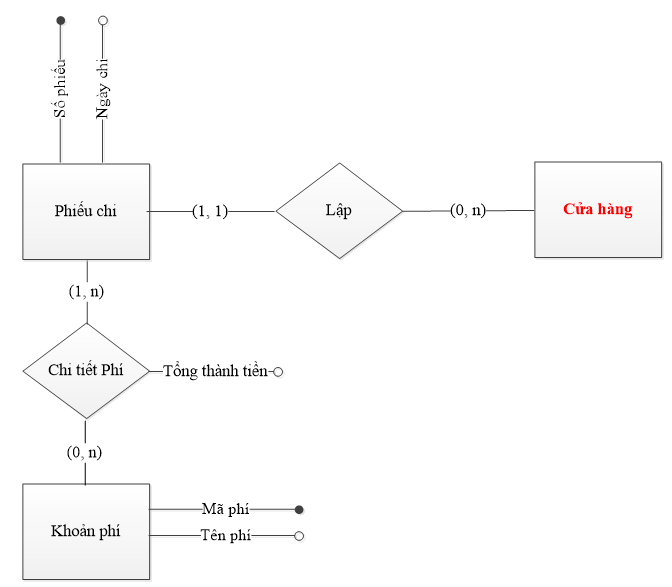 Số phiếu
Ngày chi
Phiếu chi
(1, 1)
Lập
(0, n)
Cửa hàng
(1, n)
Chi tiết Phí
Tổng thành tiền
(0, n)
Khoản phí
Mã phí
Tên phí